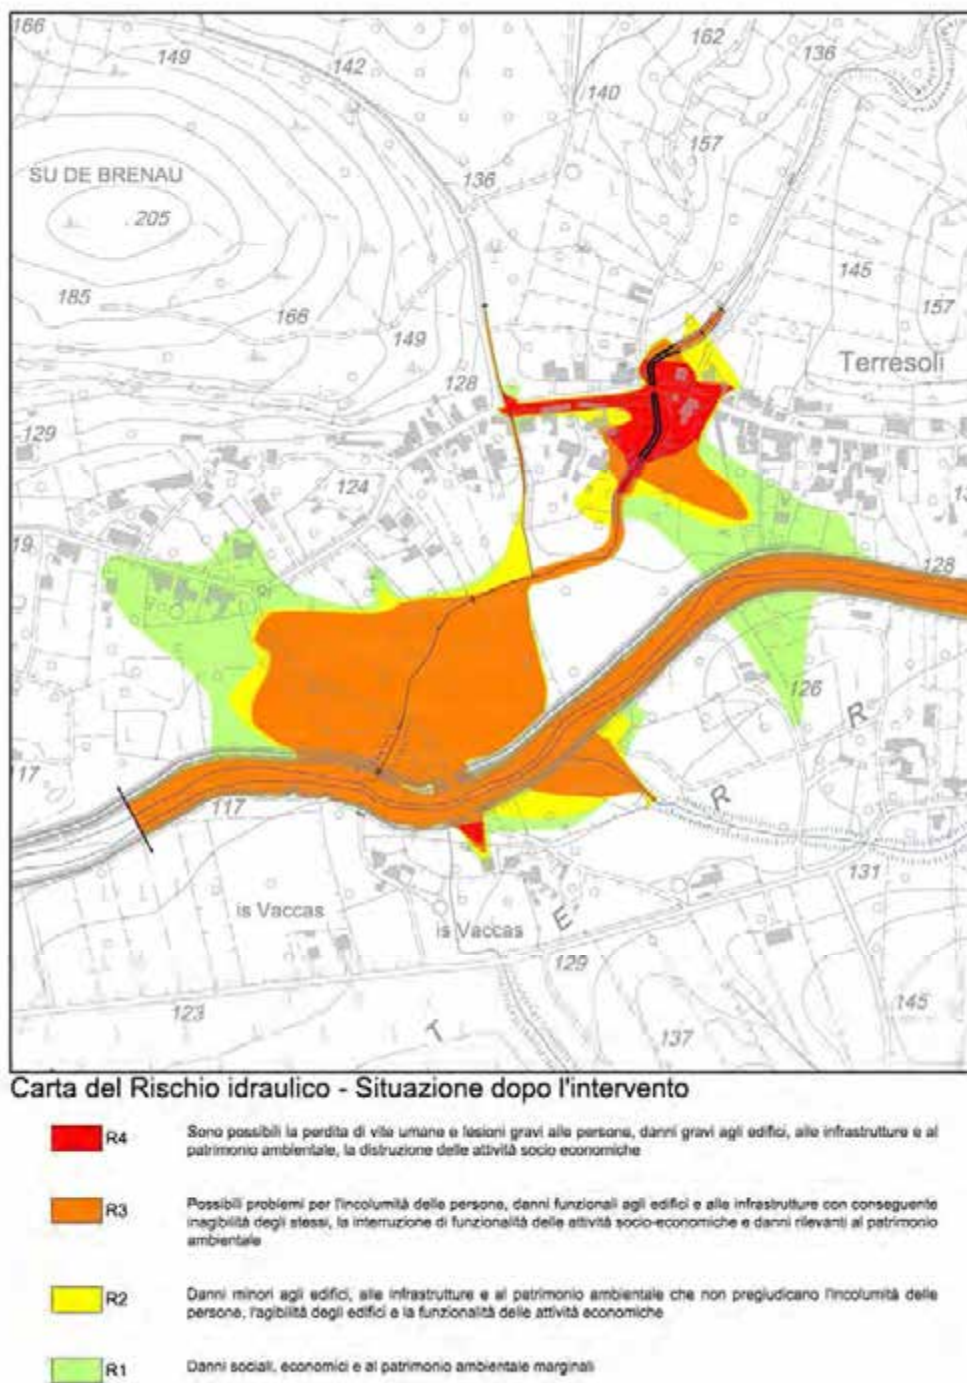 166
149
142
162
136
140
157
136
SU DE BRENAU
205
145
185
166
149
157
128
Terresoli
129
124
128
126
R
117
117
R
131
is Vaccas
is Vaccas
E
129
123
T
137
145
Carta del Rischio idraulico - Situazione dopo l'intervento
R4 Sono possibili la perdita di vite umane e lesioni gravi alle persone, danni gravi agli edifici, alle infrastrutture e al
patrimonio ambientale, la distruzione delle attività socio economiche
R3 Possibili problemi per l'incolumità delle persone, danni funzionali agli edifici e alle infrastrutture con conseguente
inagibilità degli stessi, la interruzione di funzionalità delle attività socio-economiche e danni rilevanti al patrimonio
ambientale
R2 Danni minori agli edifici, alle infrastrutture e al patrimonio ambientale che non pregiudicano l'incolumità delle
persone, l'agibilità degli edifici e la funzionalità delle attività economiche
R1 Danni sociali, economici e al patrimonio ambientale marginali